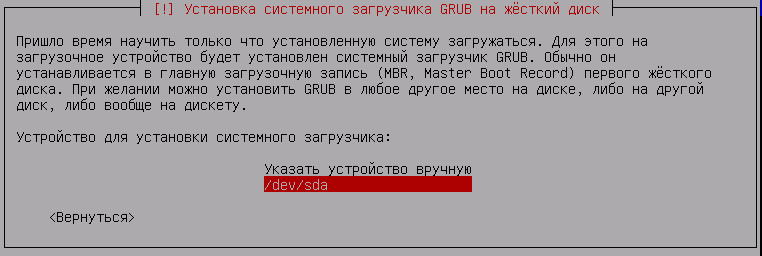 [!] Установка системного загрузчика GRUB на жёсткий диск
Пришло время научить только что установленную систему загружаться. Для этого на
загрузочное устройство будет установлен системный загрузчик GRUB. Обычно он
устанавливается в главную загрузочную запись (MBR, Master Boot Record) первого жёсткого
диска. При желании можно установить GRUB в любое другое место на диске, либо на другой
диск, либо вообще на дискету.
Устройство для установки системного загрузчика:
Указать устройство вручную
/dev/sda
<Вернуться>